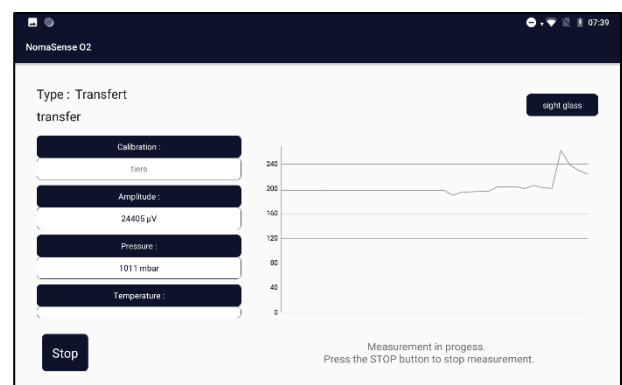 07:39
NomaSense O2
Type : Transfert
transfer
sight glass
Calibration :
tiers
Amplitude :
24405 µV
Pressure :
1011 mbar
Temperature :
240
200
160
120
80
40
0
Stop
Measurement in progess.
Press the STOP button to stop measurement.